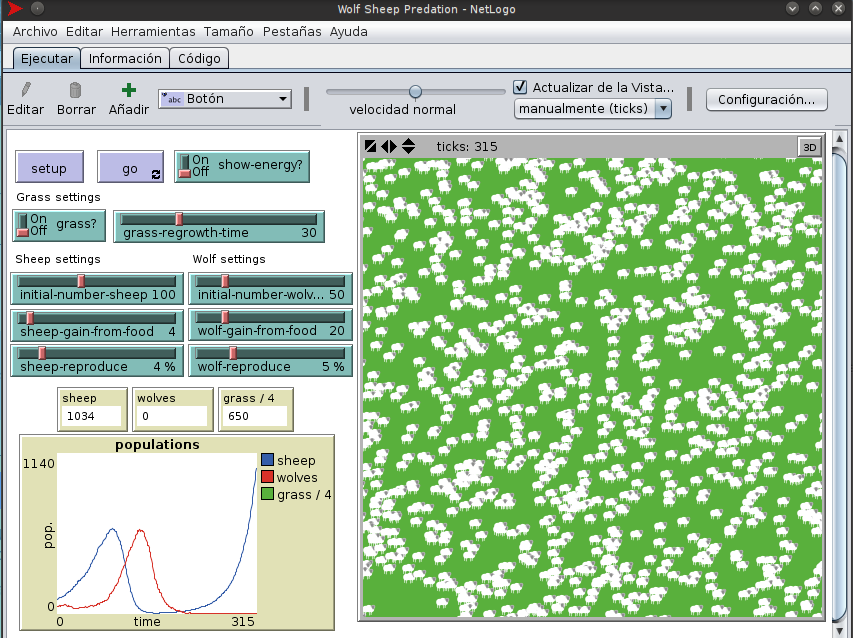 Wolf Sheep Predation - NetLogo
Archivo Editar Herramientas Tamaño Pestañas Ayuda
Ejecutar Información Código
Editar Borrar Añadir abc Botón velocidad normal Actualizar de la Vista... manualmente (ticks) Configuración...
setup go On Off show-energy? ticks: 315 3D
Grass settings
On Off grass? grass-regrowth-time 30
Sheep settings Wolf settings
initial-number-sheep 100 initial-number-wolv... 50
sheep-gain-from-food 4 wolf-gain-from-food 20
sheep-reproduce 4 % wolf-reproduce 5 %
sheep wolves grass / 4
1034 0 650
populations
1140 sheep
wolves
grass / 4
pop.
0
0 time 315